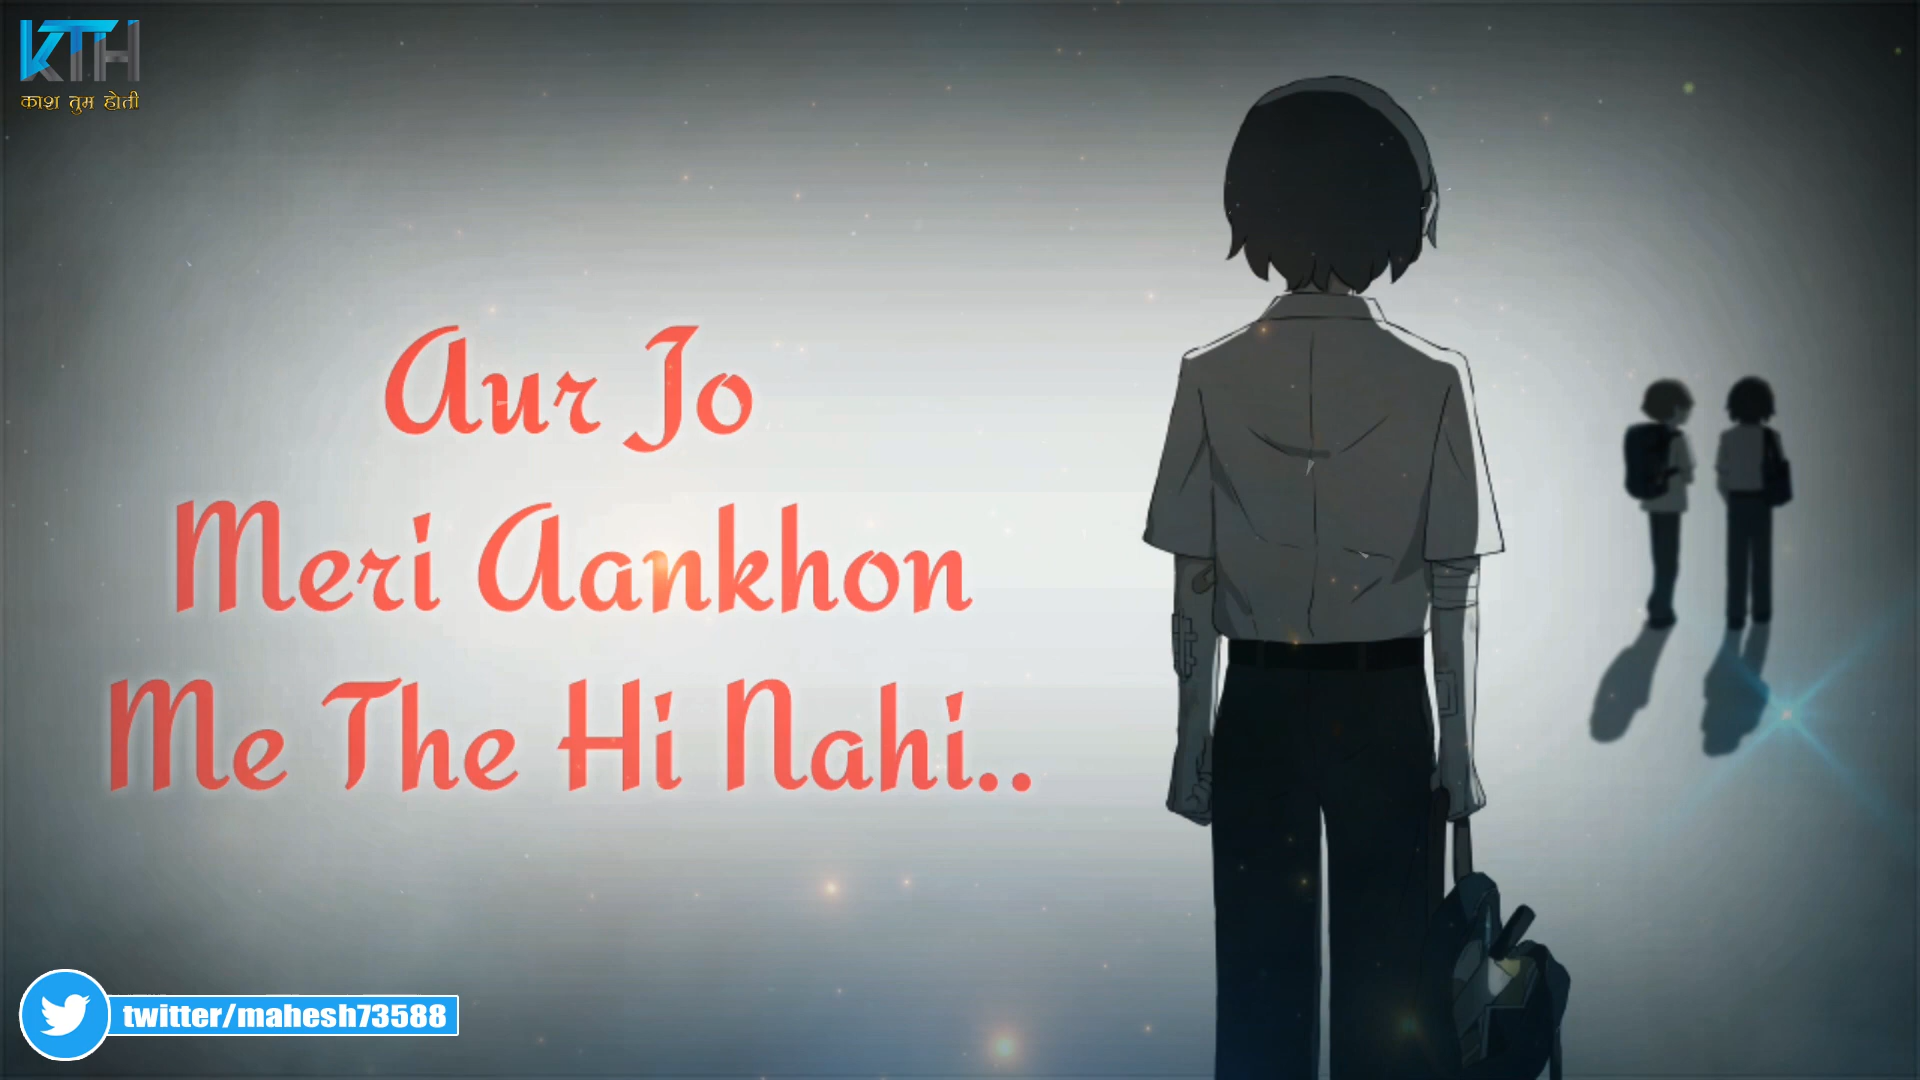 KTH
काश तुम होती
Aur Jo
Meri Aankhon
Me The Hi Nahi..
twitter/mahesh73588